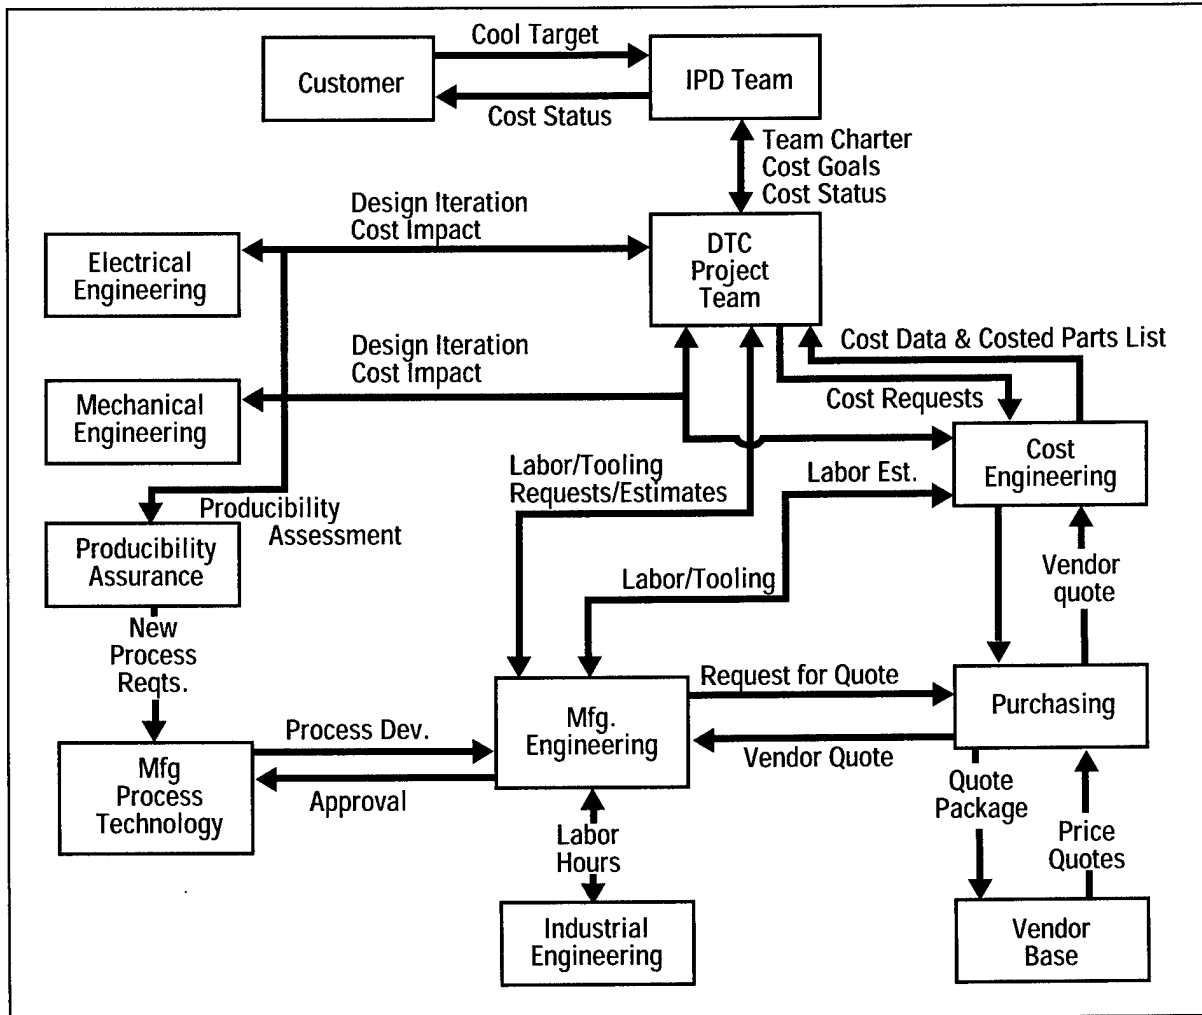 Cool Target
Customer
IPD Team
Cost Status
Team Charter
Cost Goals
Cost Status
Design Iteration
Cost Impact
Electrical
Engineering
DTC
Project
Team
Cost Data & Costed Parts List
Design Iteration
Cost Impact
Cost Requests
Mechanical
Engineering
Cost
Engineering
Labor/Tooling
Requests/Estimates
Labor Est.
Producibility
Assessment
Producibility
Assurance
Labor/Tooling
Vendor
quote
New
Process
Reqts.
Request for Quote
Purchasing
Mfg.
Engineering
Process Dev.
Vendor Quote
Mfg
Process
Technology
Approval
Quote
Package
Labor
Hours
Price
Quotes
Industrial
Engineering
Vendor
Base